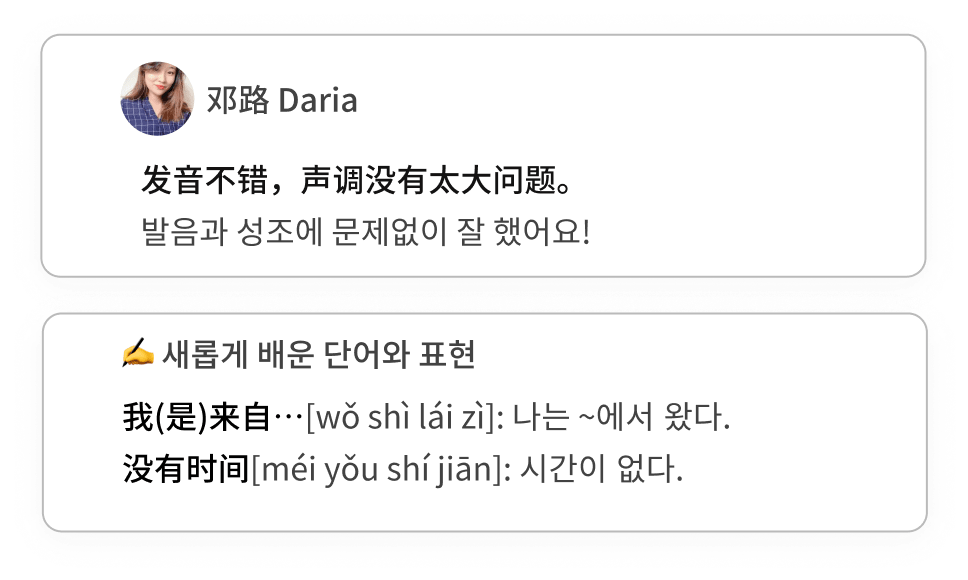 邓路 Daria
发音不错，声调没有太大问题。
발음과 성조에 문제없이 잘 했어요!
✍️ 새롭게 배운 단어와 표현
我(是)来自…[wǒ shì lái zì]: 나는 ~에서 왔다.
没有时间[méi yǒu shí jiān]: 시간이 없다.